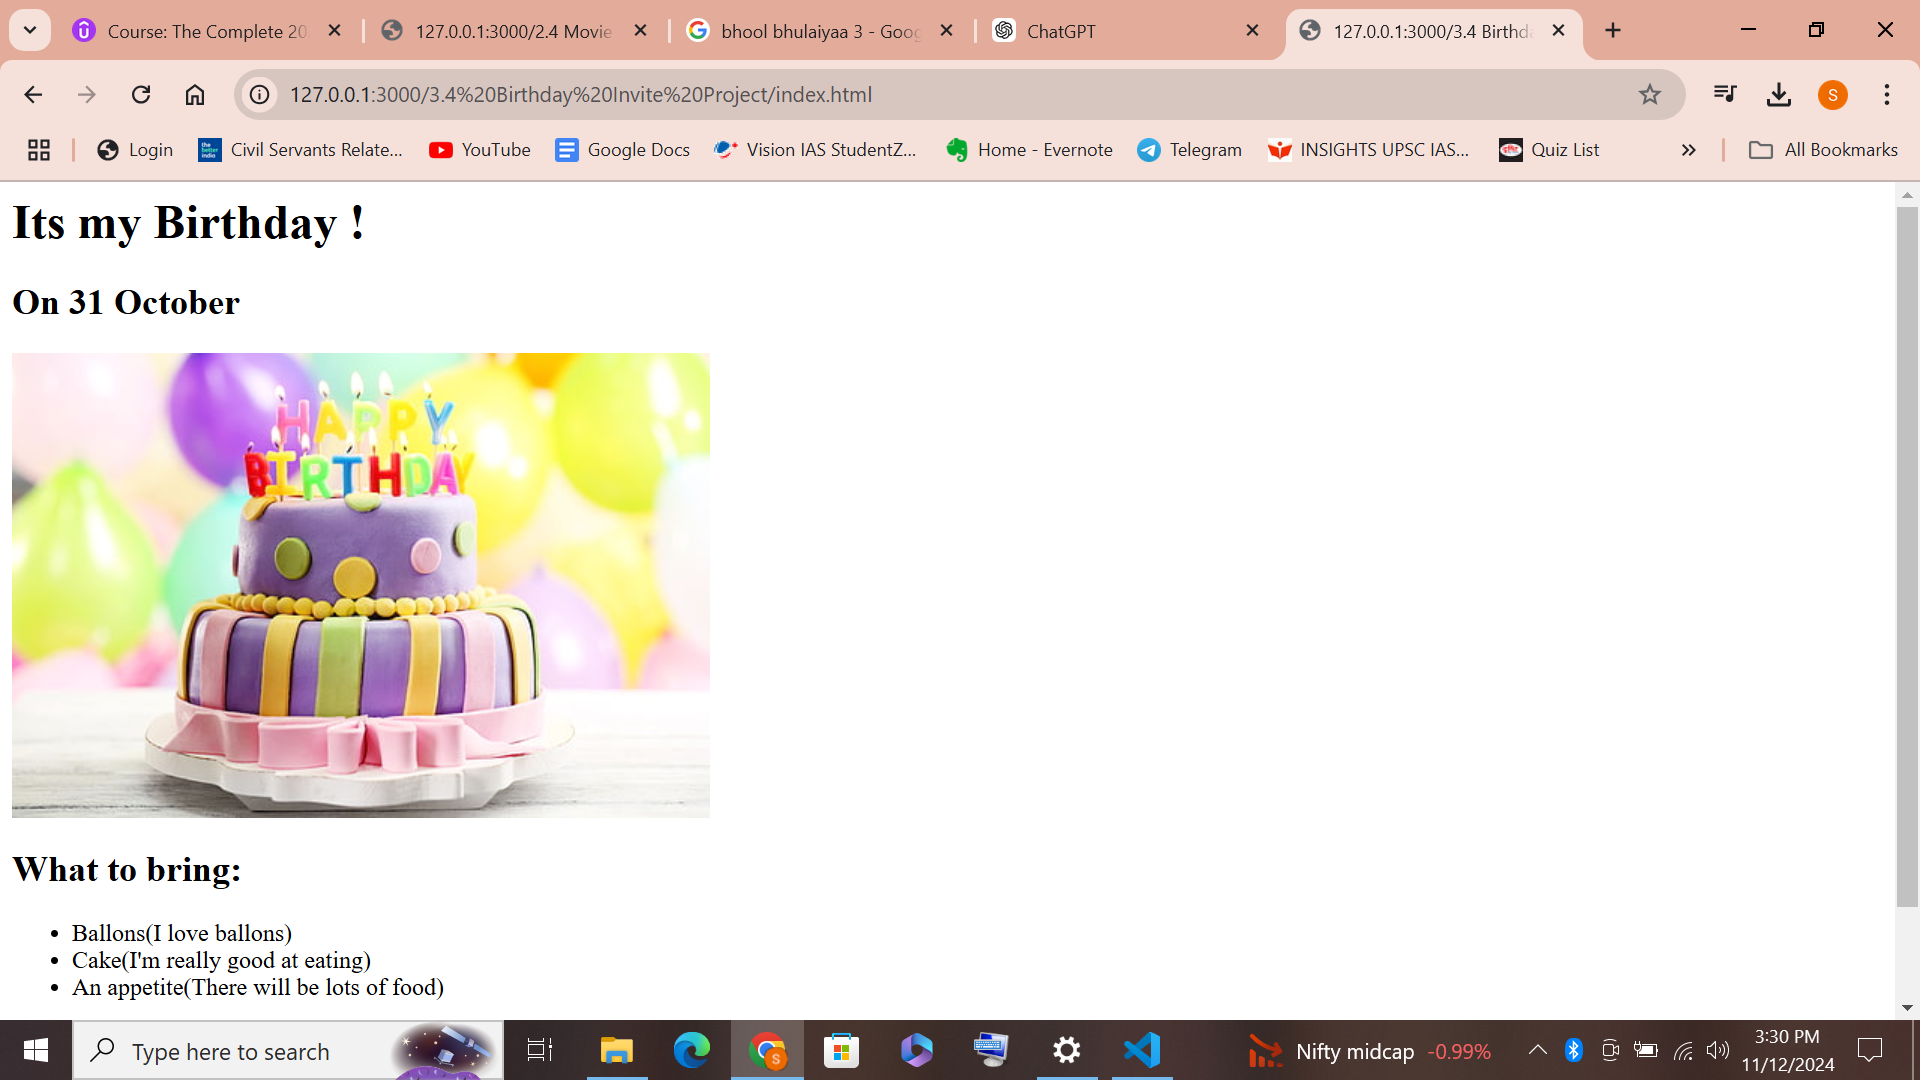 Course: The Complete 20
127.0.0.1:3000/2.4 Movie
bhool bhulaiyaa 3 - Goog
ChatGPT
127.0.0.1:3000/3.4 Birthda
127.0.0.1:3000/3.4%20Birthday%20Invite%20Project/index.html
S
the better india
Login
Civil Servants Relate...
YouTube
Google Docs
Vision IAS StudentZ...
Home - Evernote
Telegram
INSIGHTS UPSC IAS...
Quiz List
All Bookmarks
Its my Birthday !
On 31 October
HAPPY
BIRTHDAY
What to bring:
• Ballons(I love ballons)
• Cake(I'm really good at eating)
• An appetite(There will be lots of food)
Type here to search
S
Nifty midcap -0.99%
3:30 PM
11/12/2024